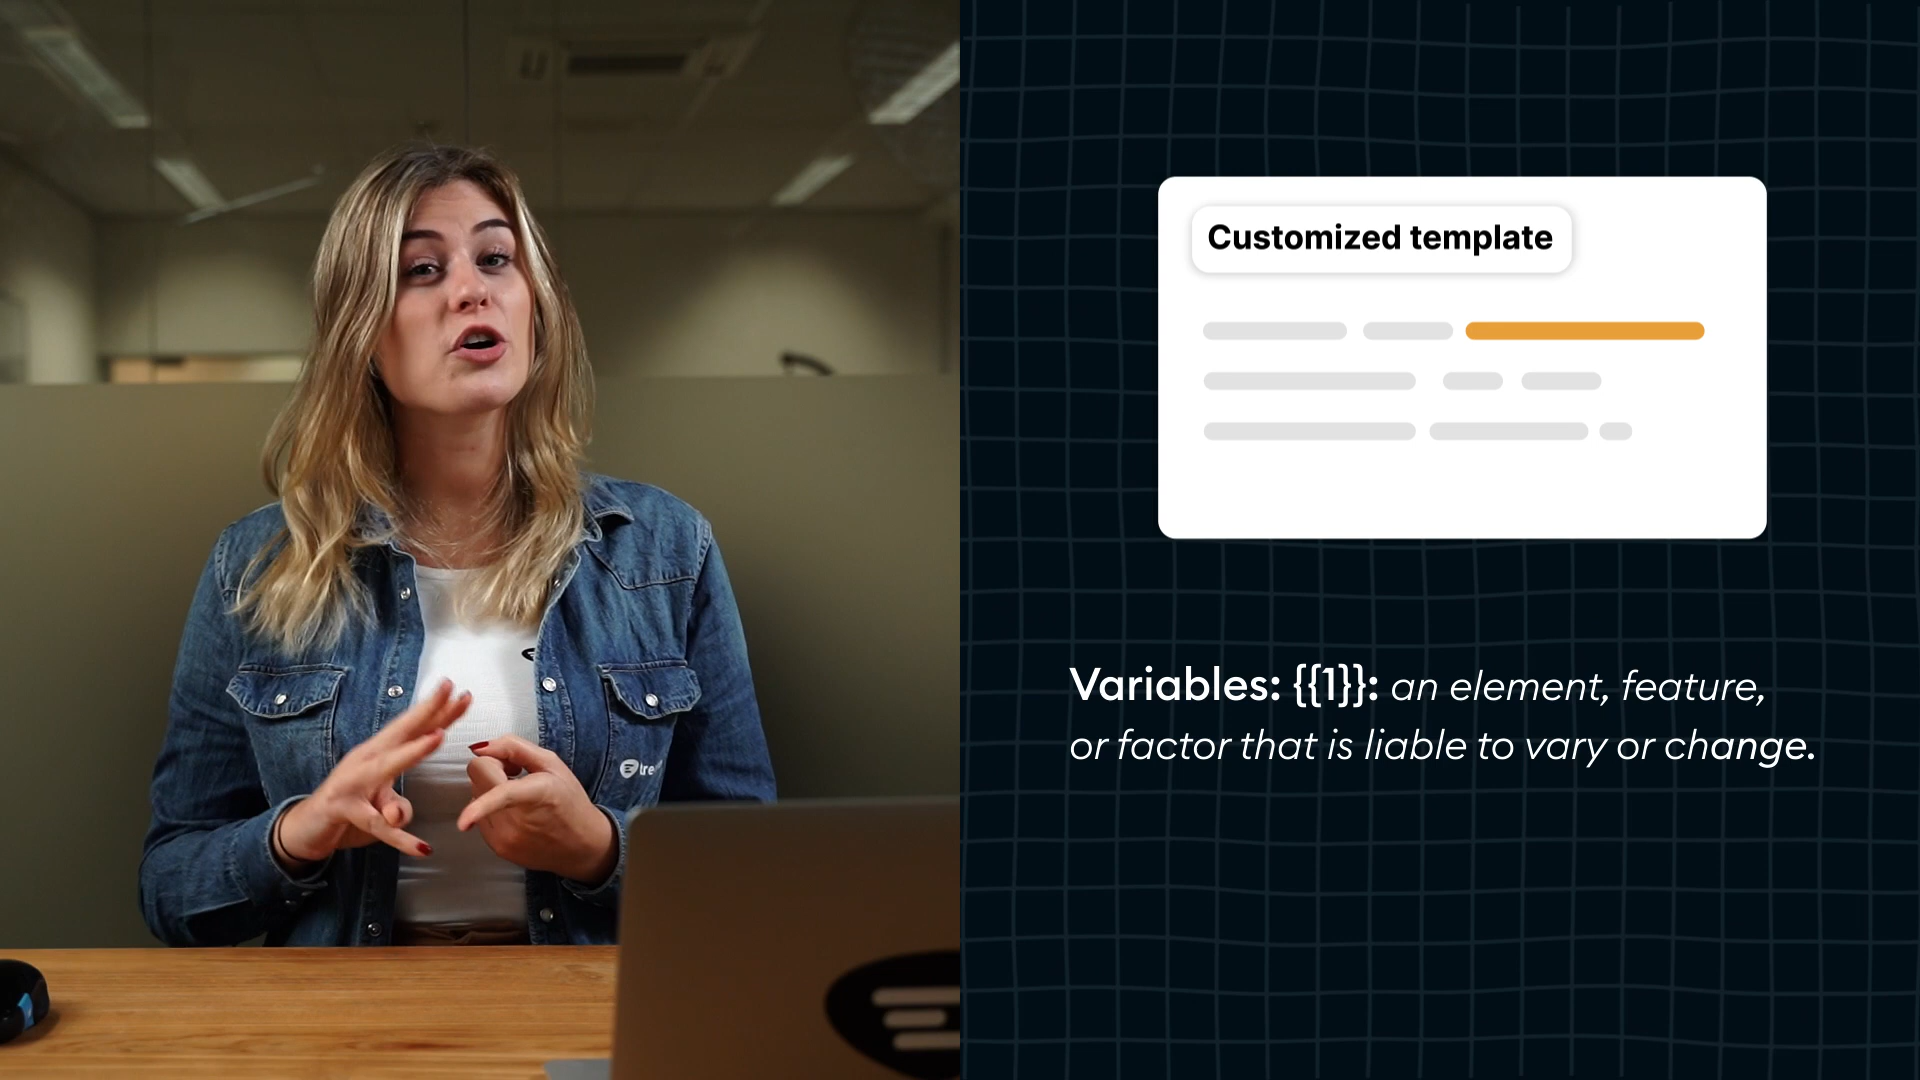 Customized template
Variables: {{1}}: an element, feature,
or factor that is liable to vary or change.